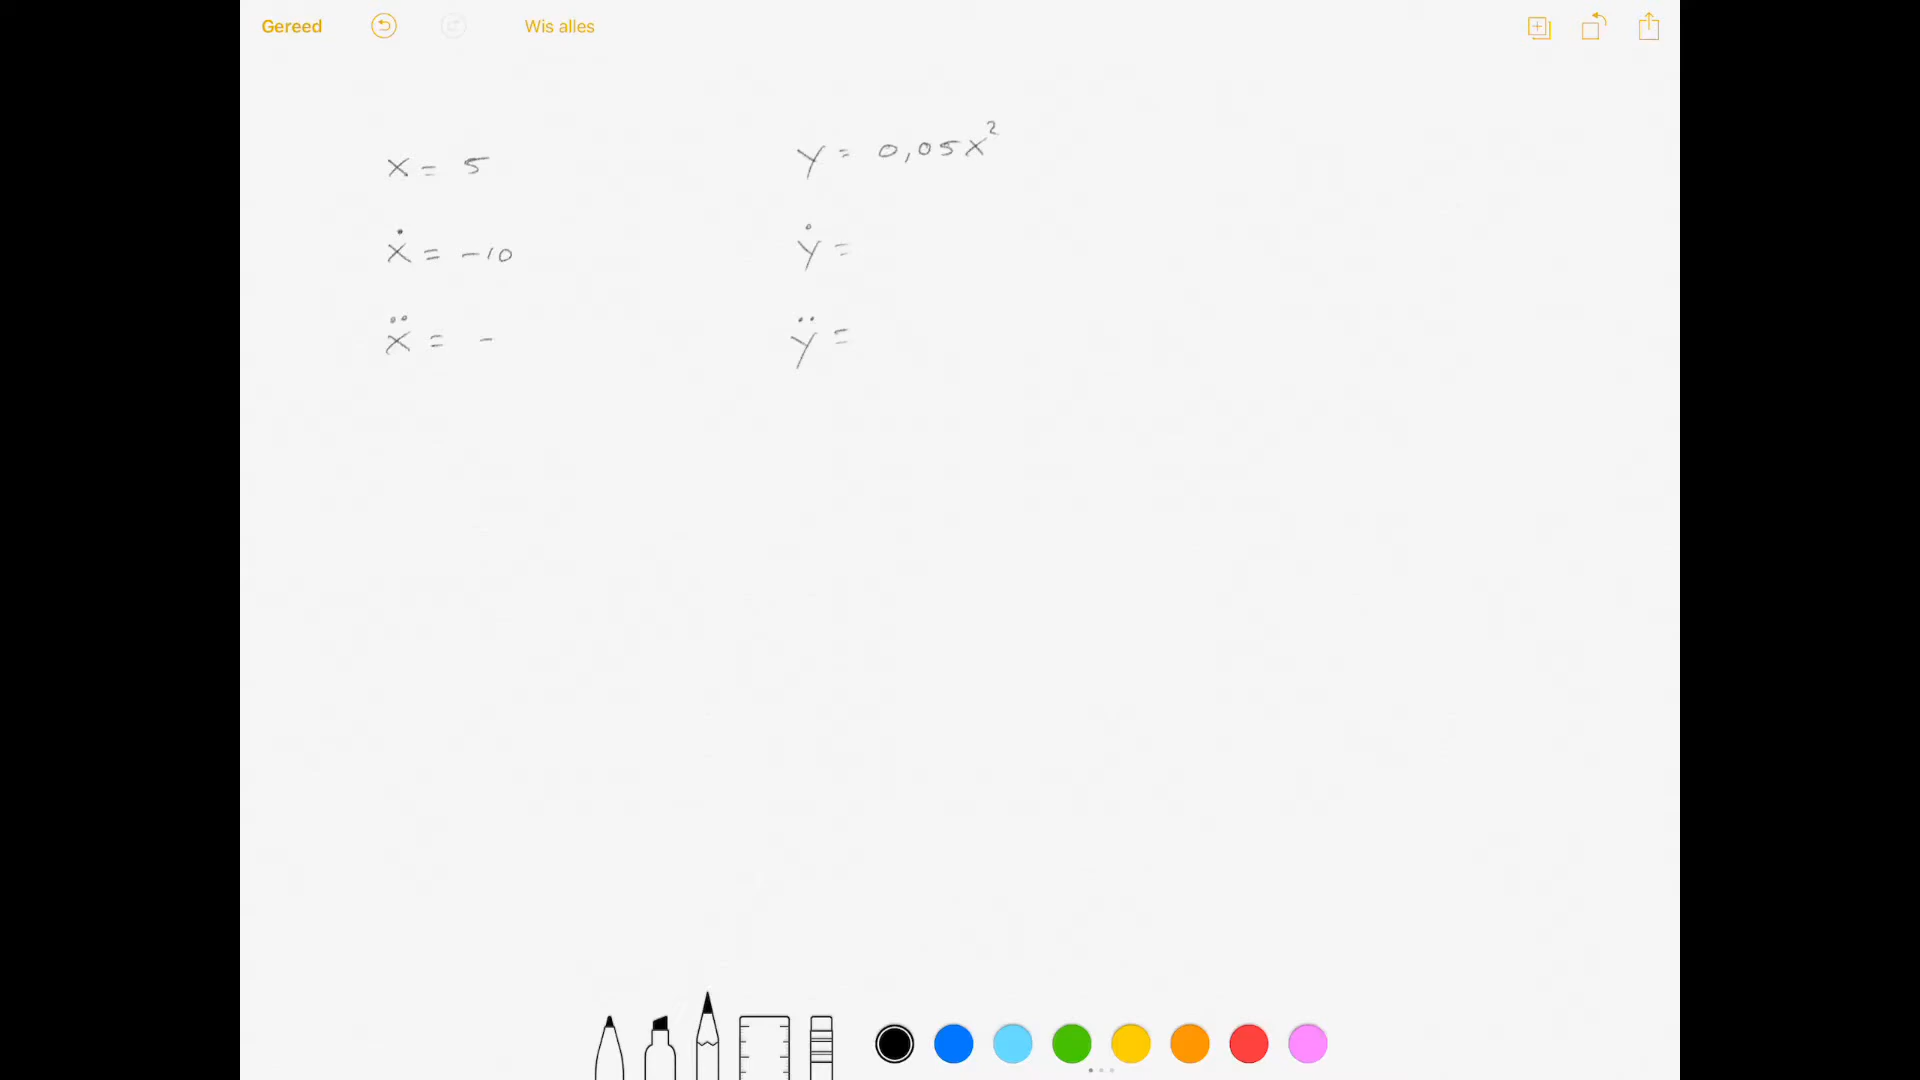 Gereed Wis alles
x = 5
y = 0,05x²
ẋ = -10
ẏ =
ẍ = -
ÿ =